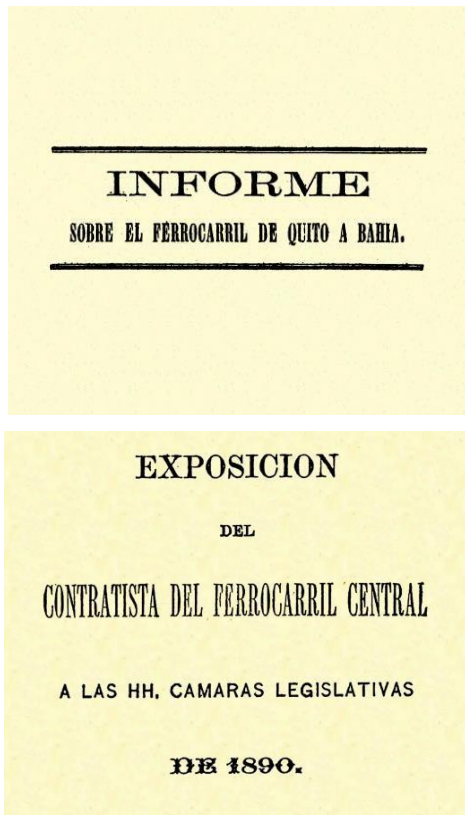 INFORME
SOBRE EL FERROCARRIL DE QUITO A BAHIA.
EXPOSICION
DEL
CONTRATISTA DEL FERROCARRIL CENTRAL
A LAS HH, CAMARAS LEGISLATIVAS
DE 1890.